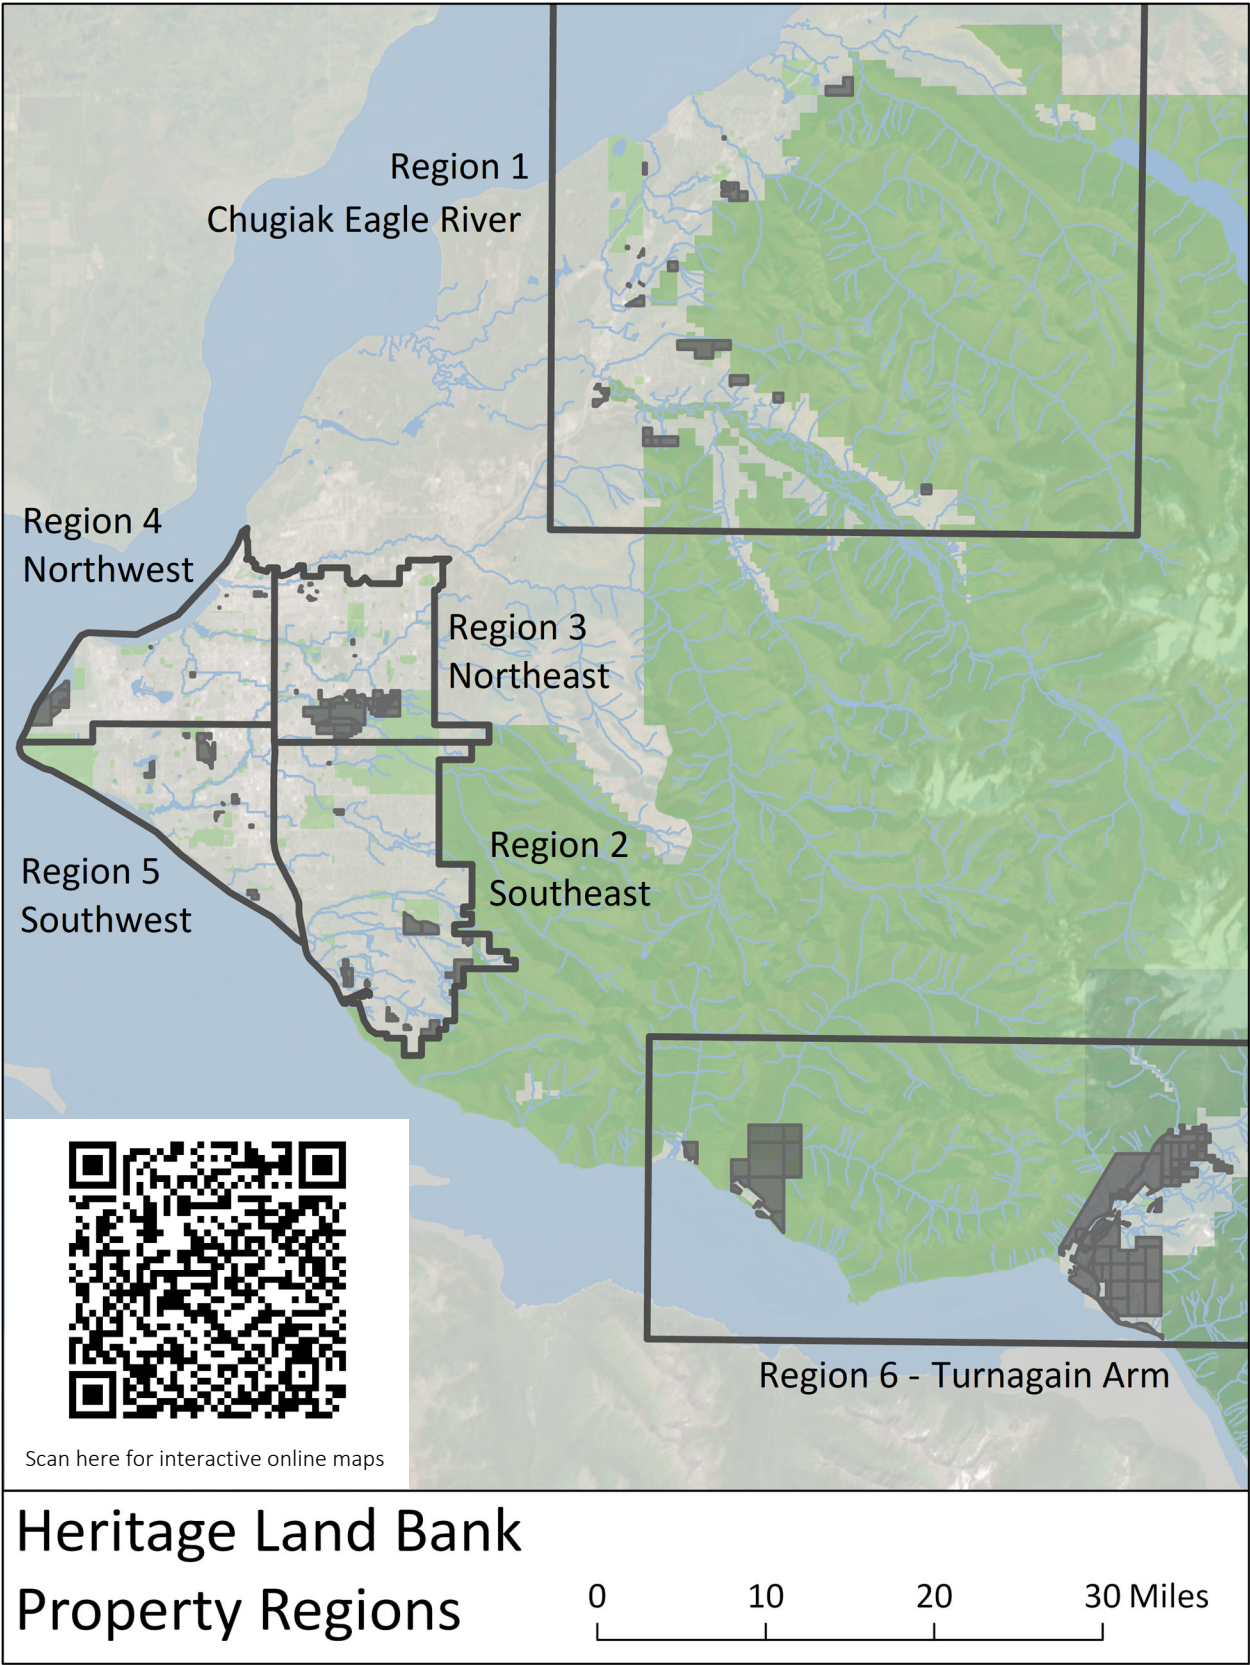 Region 1
Chugiak Eagle River
Region 4
Northwest
Region 3
Northeast
Region 2
Southeast
Region 5
Southwest
Region 6 - Turnagain Arm
Scan here for interactive online maps
Heritage Land Bank
Property Regions
0 10 20 30 Miles